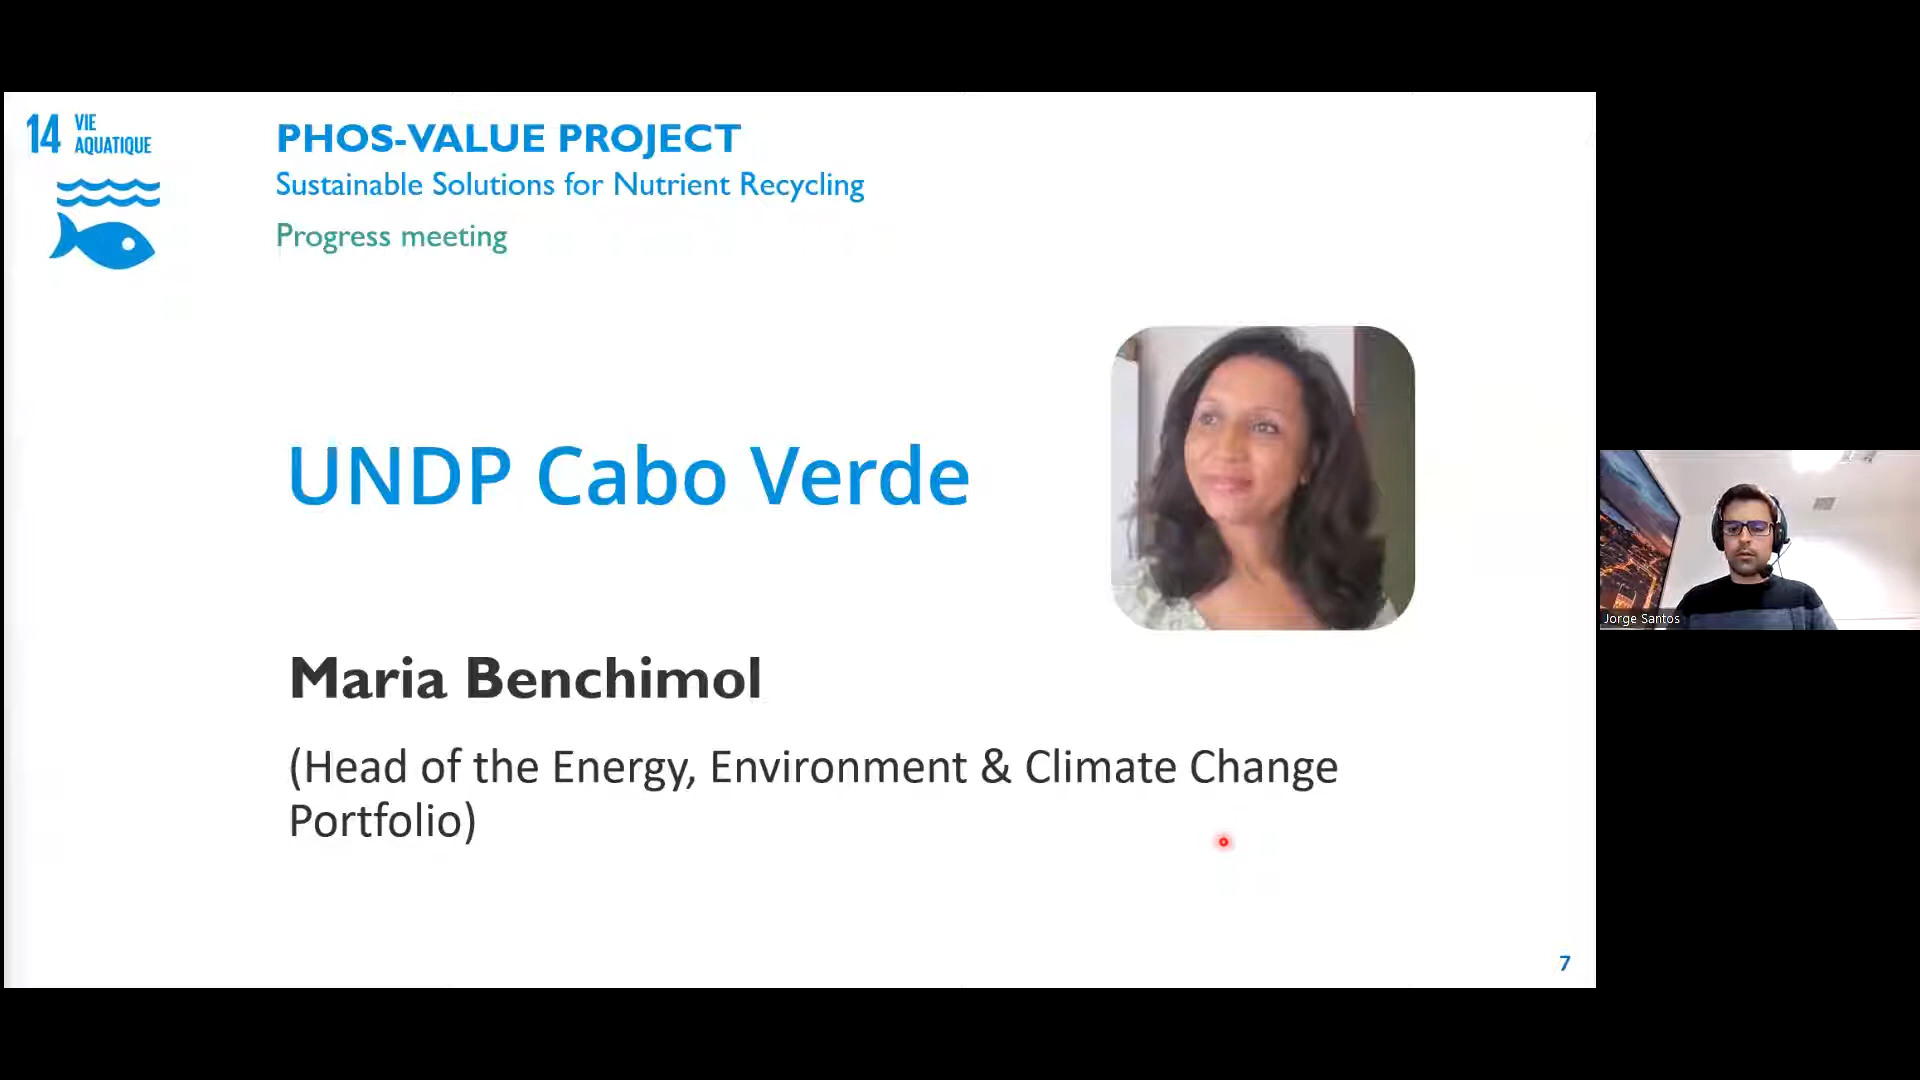 14 VIE
AQUATIQUE
PHOS-VALUE PROJECT
Sustainable Solutions for Nutrient Recycling
Progress meeting
UNDP Cabo Verde
Maria Benchimol
(Head of the Energy, Environment & Climate Change
Portfolio)
7
Jorge Santos